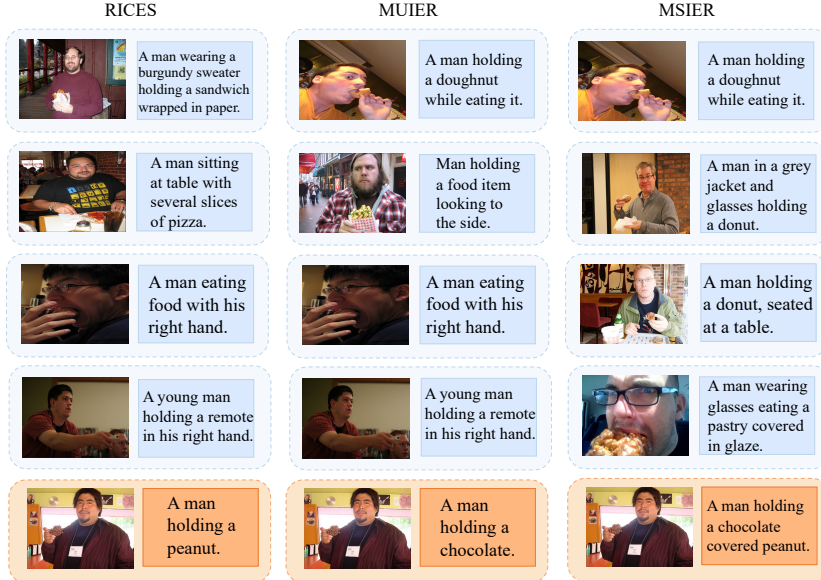 RICES
MUIER
MSIER
A man wearing a
burgundy sweater
holding a sandwich
wrapped in paper.
A man holding
a doughnut
while eating it.
A man holding
a doughnut
while eating it.
A man sitting
at table with
several slices
of pizza.
Man holding
a food item
looking to
the side.
A man in a grey
jacket and
glasses holding
a donut.
A man eating
food with his
right hand.
A man eating
food with his
right hand.
A man holding
a donut, seated
at a table.
A young man
holding a remote
in his right hand.
A young man
holding a remote
in his right hand.
A man wearing
glasses eating a
pastry covered
in glaze.
A man
holding a
peanut.
A man
holding a
chocolate.
A man holding
a chocolate
covered peanut.